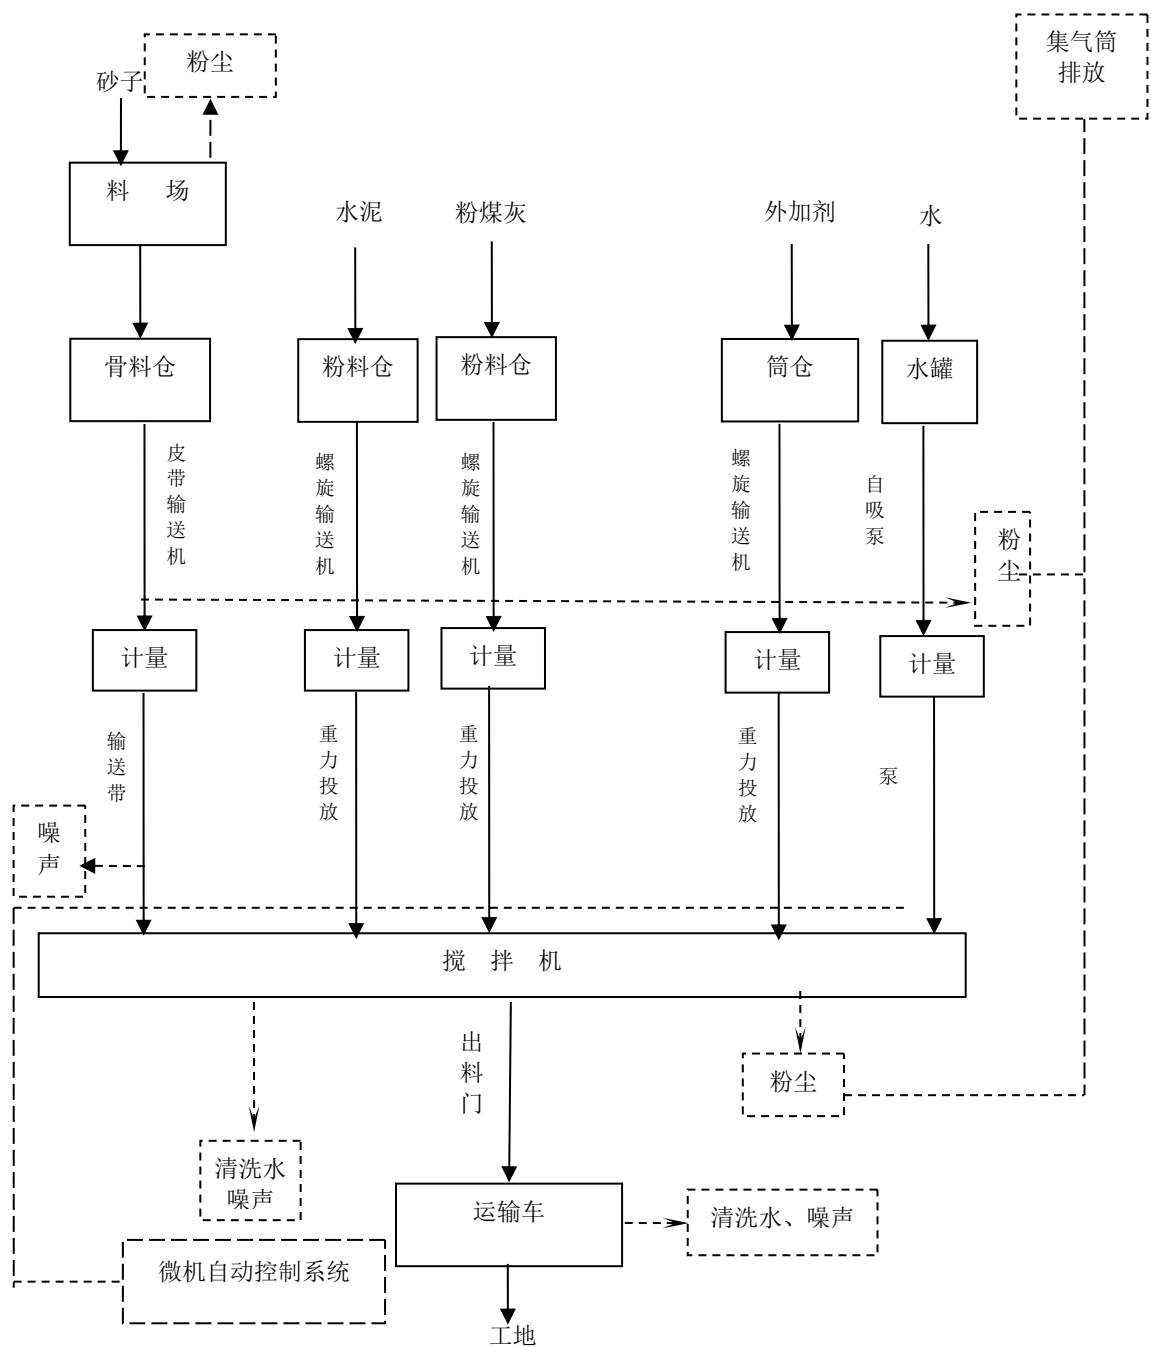 集气筒
排放
粉尘
砂子
料 场
水泥
粉煤灰
外加剂
水
骨料仓
粉料仓
粉料仓
筒仓
水罐
皮带输送机
螺旋输送机
螺旋输送机
螺旋输送机
自吸泵
粉尘
计量
计量
计量
计量
计量
输送带
重力投放
重力投放
重力投放
泵
噪声
搅 拌 机
出料门
粉尘
清洗水
噪声
运输车
清洗水、噪声
微机自动控制系统
工地